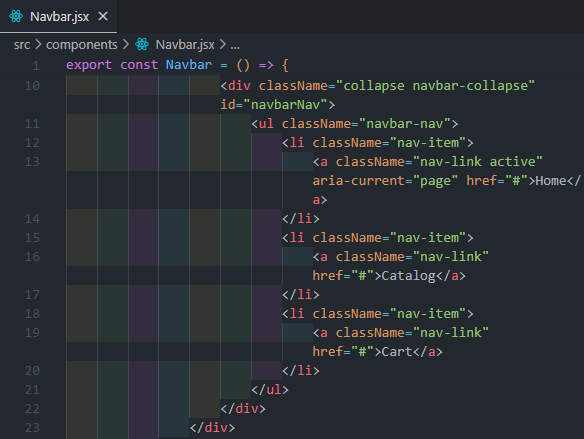 Navbar.jsx ×
src > components > Navbar.jsx > ...
1 export const Navbar = () => {
10 <div className="collapse navbar-collapse"
id="navbarNav">
11 <ul className="navbar-nav">
12 <li className="nav-item">
13 <a className="nav-link active"
aria-current="page" href="#">Home</
a>
14 </li>
15 <li className="nav-item">
16 <a className="nav-link"
href="#">Catalog</a>
17 </li>
18 <li className="nav-item">
19 <a className="nav-link"
href="#">Cart</a>
20 </li>
21 </ul>
22 </div>
23 </div>